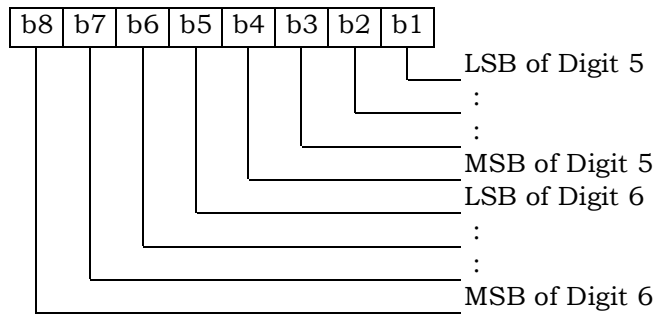 b8 b7 b6 b5 b4 b3 b2 b1
LSB of Digit 5
:
:
MSB of Digit 5
LSB of Digit 6
:
:
MSB of Digit 6